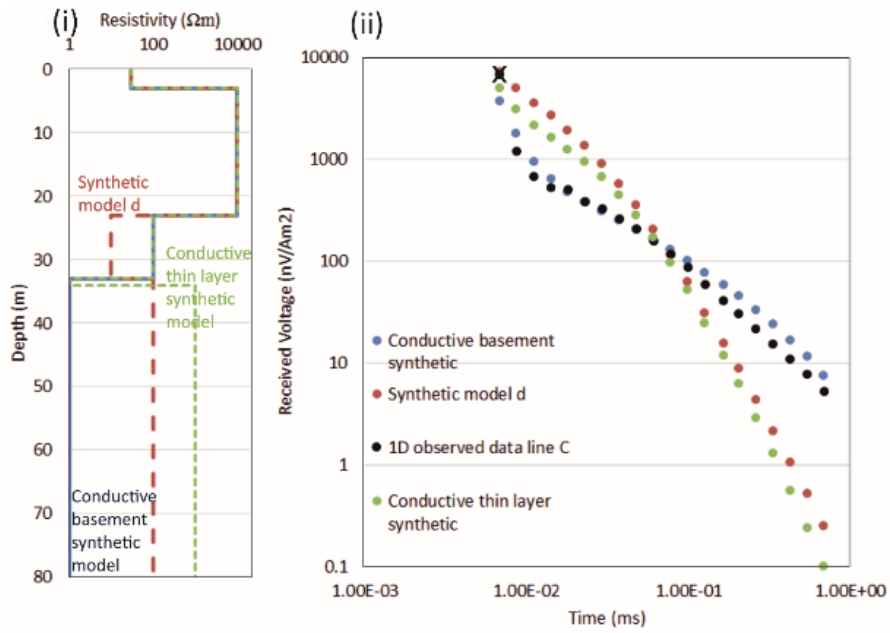 (i)
Resistivity (Ωm)
1
100
10000
0
10
20
30
40
50
60
70
80
Depth (m)
Synthetic
model d
Conductive
thin layer
synthetic
model
Conductive
basement
synthetic
model
(ii)
10000
1000
100
10
1
0.1
Received Voltage (nV/Am2)
Conductive basement
synthetic
Synthetic model d
1D observed data line C
Conductive thin layer
synthetic
1.00E-03
1.00E-02
1.00E-01
1.00E+00
Time (ms)